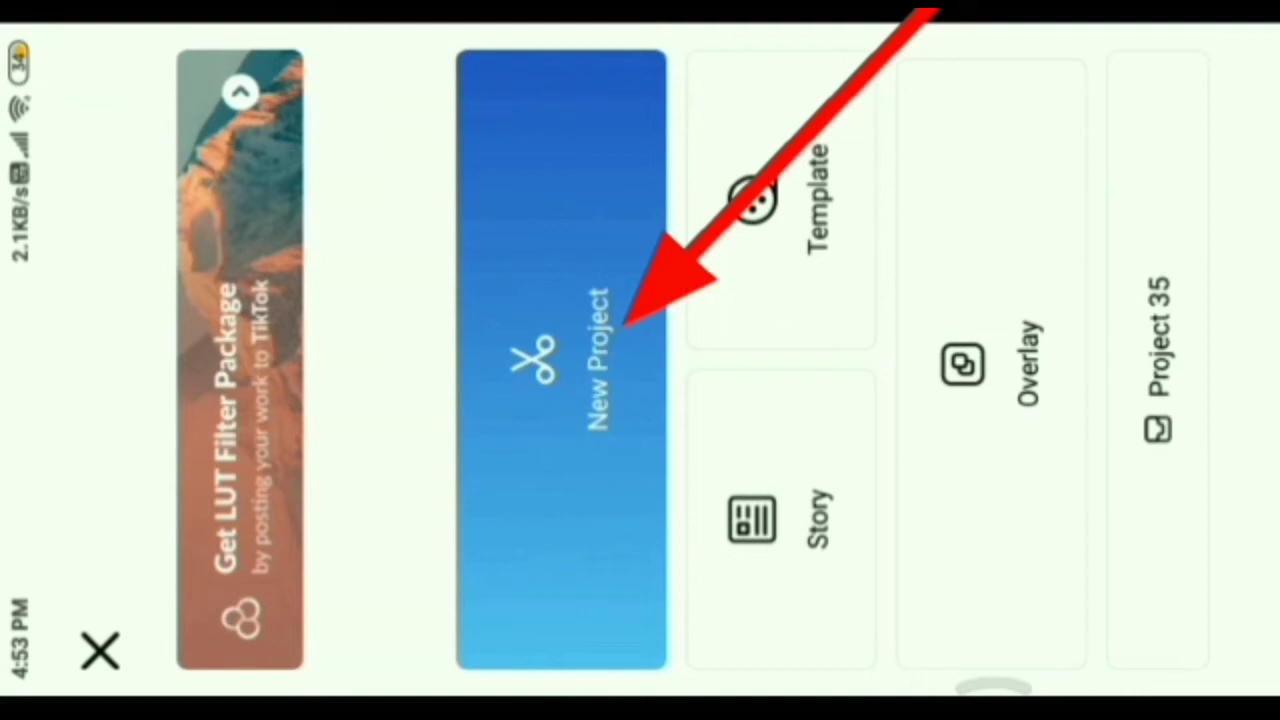 4:53 PM
2.1KB/s
34
Get LUT Filter Package
by posting your work to TikTok
New Project
Story
Template
Overlay
Project 35